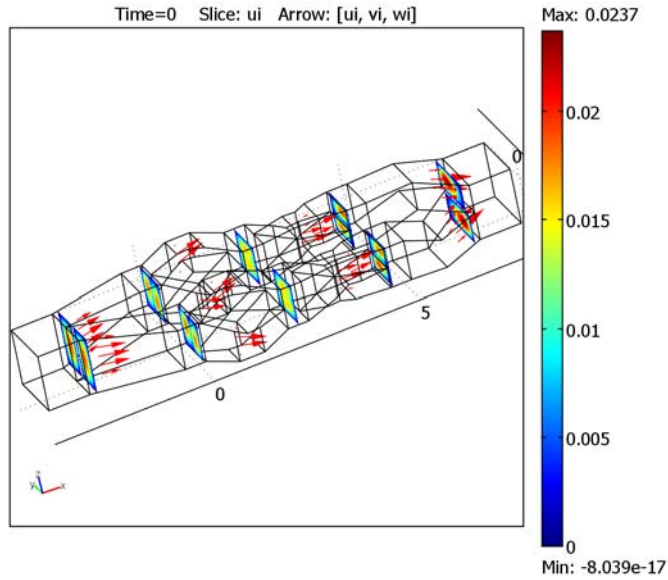 Time=0 Slice: ui Arrow: [ui, vi, wi]
Max: 0.0237
0.02
0.015
0.01
0.005
0
Min: -8.039e-17
0
5
0
z
y
x